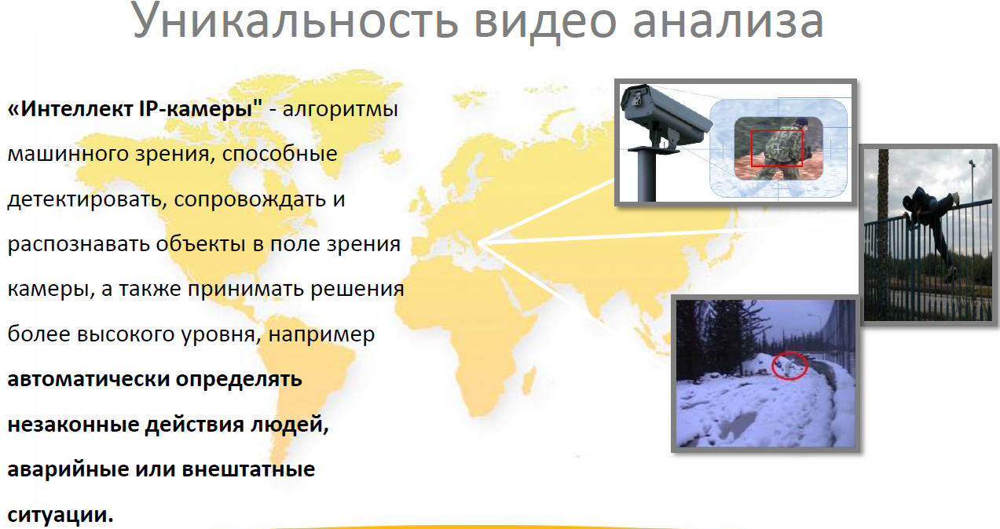 Уникальность видео анализа
«Интеллект IP-камеры" - алгоритмы
машинного зрения, способные
детектировать, сопровождать и
распознавать объекты в поле зрения
камеры, а также принимать решения
более высокого уровня, например
автоматически определять
незаконные действия людей,
аварийные или внештатные
ситуации.